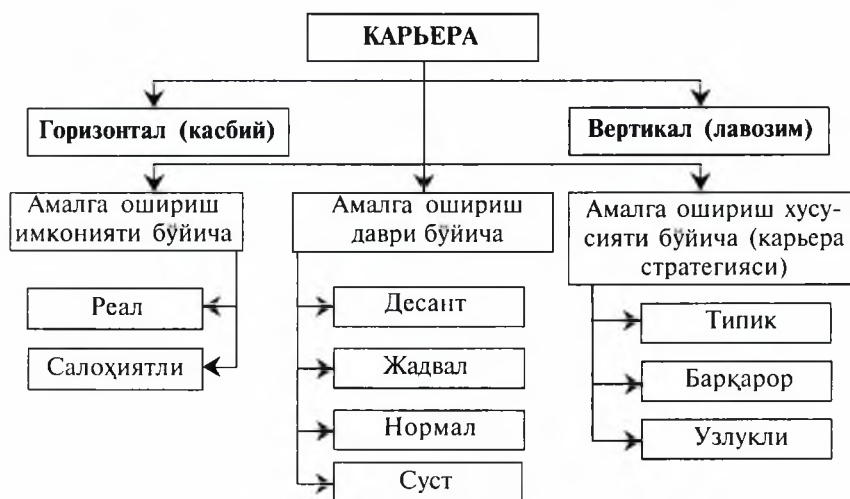 КАРЬЕРА
Горизонтал (касбий)
Вертикал (лавозим)
Амалга ошириш
имконияти бўйича
Амалга ошириш
даври бўйича
Амалга ошириш хусу-
сияти бўйича (карьера
стратегияси)
Реал
Салоҳиятли
Десант
Жадвал
Нормал
Суст
Типик
Барқарор
Узлукли